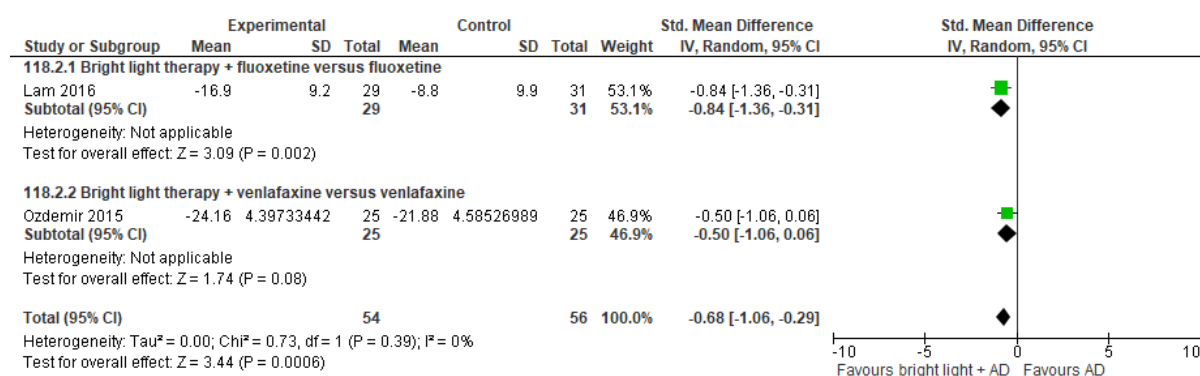 Experimental Control Std. Mean Difference Std. Mean Difference
Study or Subgroup Mean SD Total Mean SD Total Weight IV, Random, 95% CI IV, Random, 95% CI
118.2.1 Bright light therapy + fluoxetine versus fluoxetine
Lam 2016 -16.9 9.2 29 -8.8 9.9 31 53.1% -0.84 [-1.36, -0.31]
Subtotal (95% CI) 29 31 53.1% -0.84 [-1.36, -0.31]
Heterogeneity: Not applicable
Test for overall effect: Z = 3.09 (P = 0.002)
118.2.2 Bright light therapy + venlafaxine versus venlafaxine
Ozdemir 2015 -24.16 4.39733442 25 -21.88 4.58526989 25 46.9% -0.50 [-1.06, 0.06]
Subtotal (95% CI) 25 25 46.9% -0.50 [-1.06, 0.06]
Heterogeneity: Not applicable
Test for overall effect: Z = 1.74 (P = 0.08)
Total (95% CI) 54 56 100.0% -0.68 [-1.06, -0.29]
Heterogeneity: Tau² = 0.00; Chi² = 0.73, df = 1 (P = 0.39); I² = 0%
Test for overall effect: Z = 3.44 (P = 0.0006)
-10 -5 0 5 10
Favours bright light + AD Favours AD